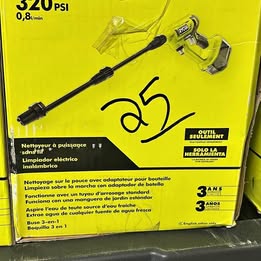 320 PSI
0,8 l/min
25
Nettoyeur à puissance
Limpiador eléctrico
inalámbrico
OUTIL
SEULEMENT
SOLO LA
HERRAMIENTA
Nettoyage sur le pouce avec adaptateur pour bouteille
Limpieza sobre la marcha con adaptador de botella
Fonctionne avec un tuyau d'arrosage standard
Funciona con una manguera de jardín estándar
Aspire l'eau de toute source d'eau fraîche
Extrae agua de cualquier fuente de agua fresca
Buse 3-en-1
Boquilla 3 en 1
3 ANS
3 AÑOS